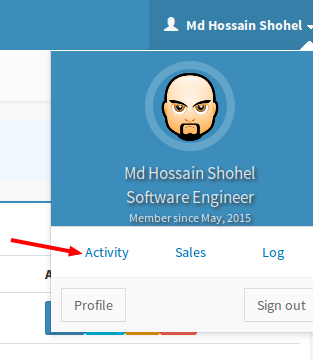 Md Hossain Shohel
Md Hossain Shohel
Software Engineer
Member since May, 2015
Activity Sales Log
Profile Sign out